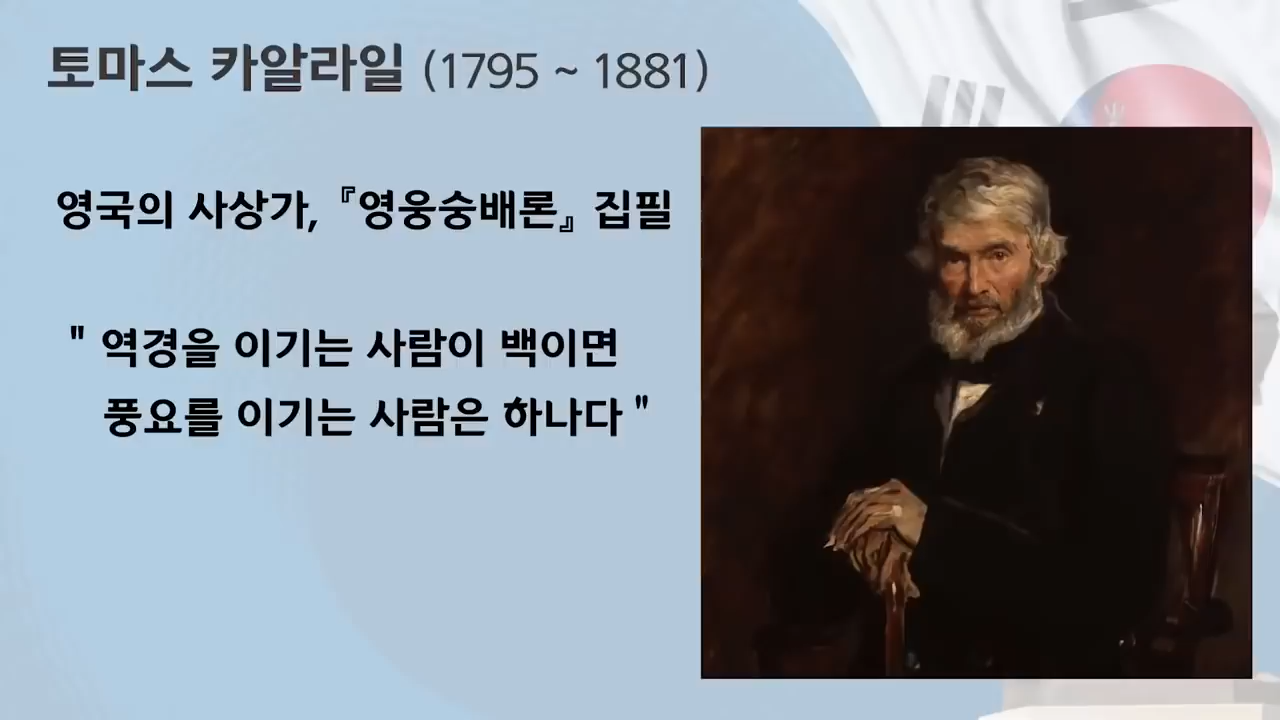 토마스 카알라일 (1795 ~ 1881)
영국의 사상가, 『영웅숭배론』 집필
" 역경을 이기는 사람이 백이면
풍요를 이기는 사람은 하나다 "